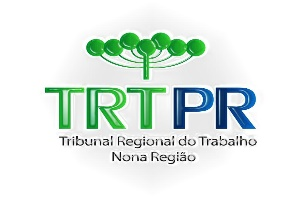 TRTPR
Tribunal Regional do Trabalho
Nona Região